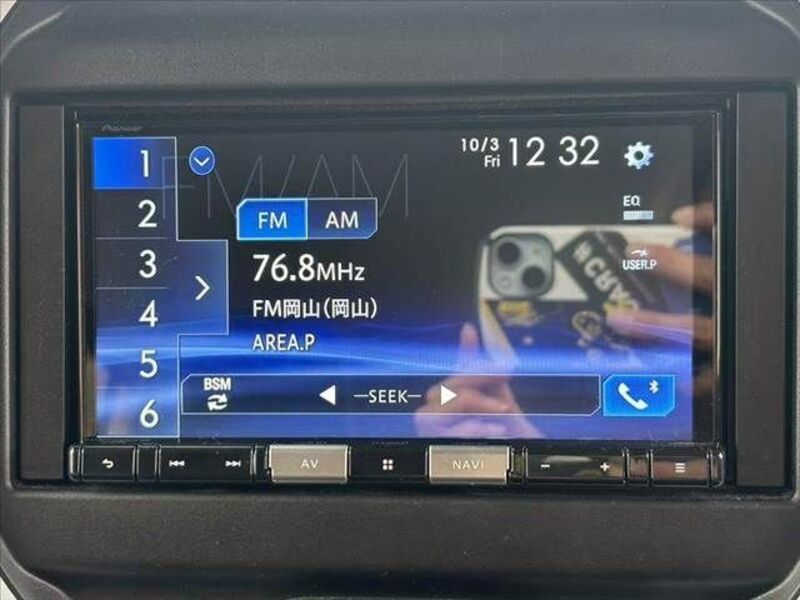 Pioneer
1
2
3
4
5
6
FM/AM
10/3
Fri
12 32
FM AM
EQ
76.8MHz
USER.P
FM岡山(岡山)
AREA.P
BSM
SEEK
AV
NAVI